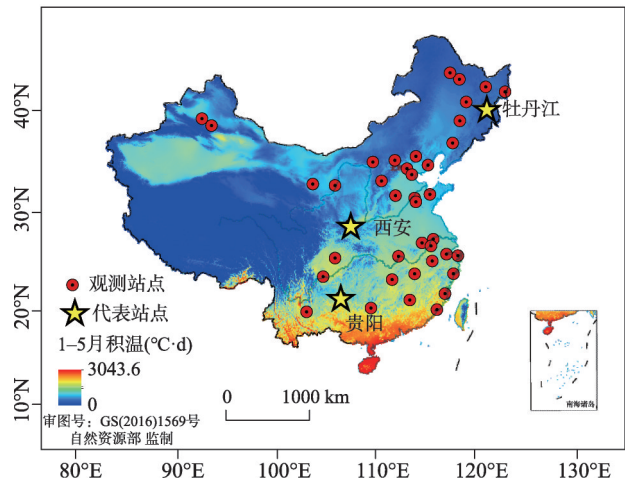 40°N
30°N
20°N
10°N
牡丹江
西安
贵阳
观测站点
代表站点
1–5月积温(℃·d)
3043.6
0
0 1000 km
审图号：GS(2016)1569号
自然资源部 监制
南海诸岛
80°E 90°E 100°E 110°E 120°E 130°E